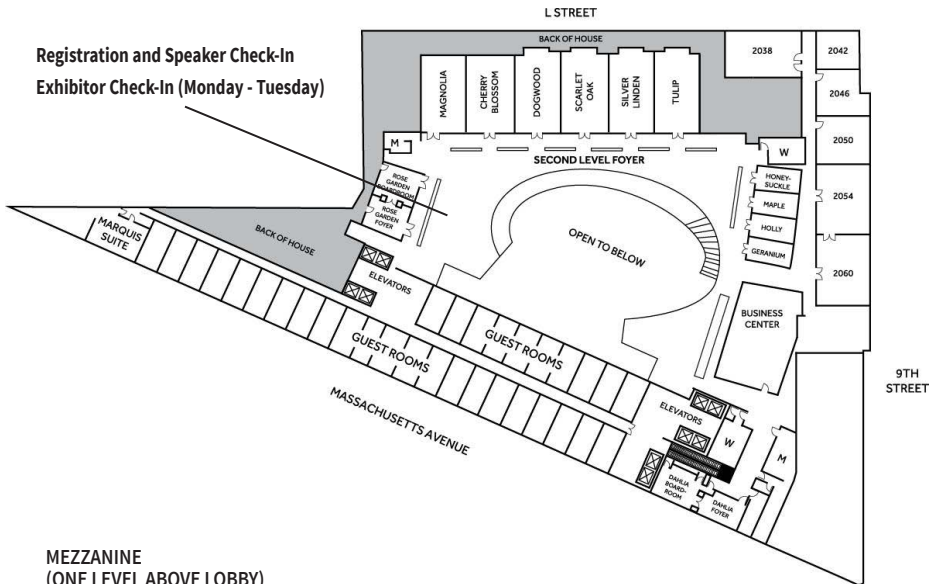 L STREET
Registration and Speaker Check-In
Exhibitor Check-In (Monday - Tuesday)
BACK OF HOUSE
2038
2042
2046
2050
2054
2060
MAGNOLIA
CHERRY
BLOSSOM
DOGWOOD
SCARLET
OAK
SILVER
LINDEN
TULIP
M
W
SECOND LEVEL FOYER
ROSE
GARDEN
BOARDROOM
ROSE
GARDEN
FOYER
HONEY-
SUCKLE
MAPLE
HOLLY
GERANIUM
MARQUIS
SUITE
BACK OF HOUSE
OPEN TO BELOW
ELEVATORS
BUSINESS
CENTER
GUEST ROOMS
GUEST ROOMS
9TH
STREET
MASSACHUSETTS AVENUE
ELEVATORS
W
M
DAHLIA
BOARD-
ROOM
DAHLIA
FOYER
MEZZANINE
(ONE LEVEL ABOVE LOBBY)